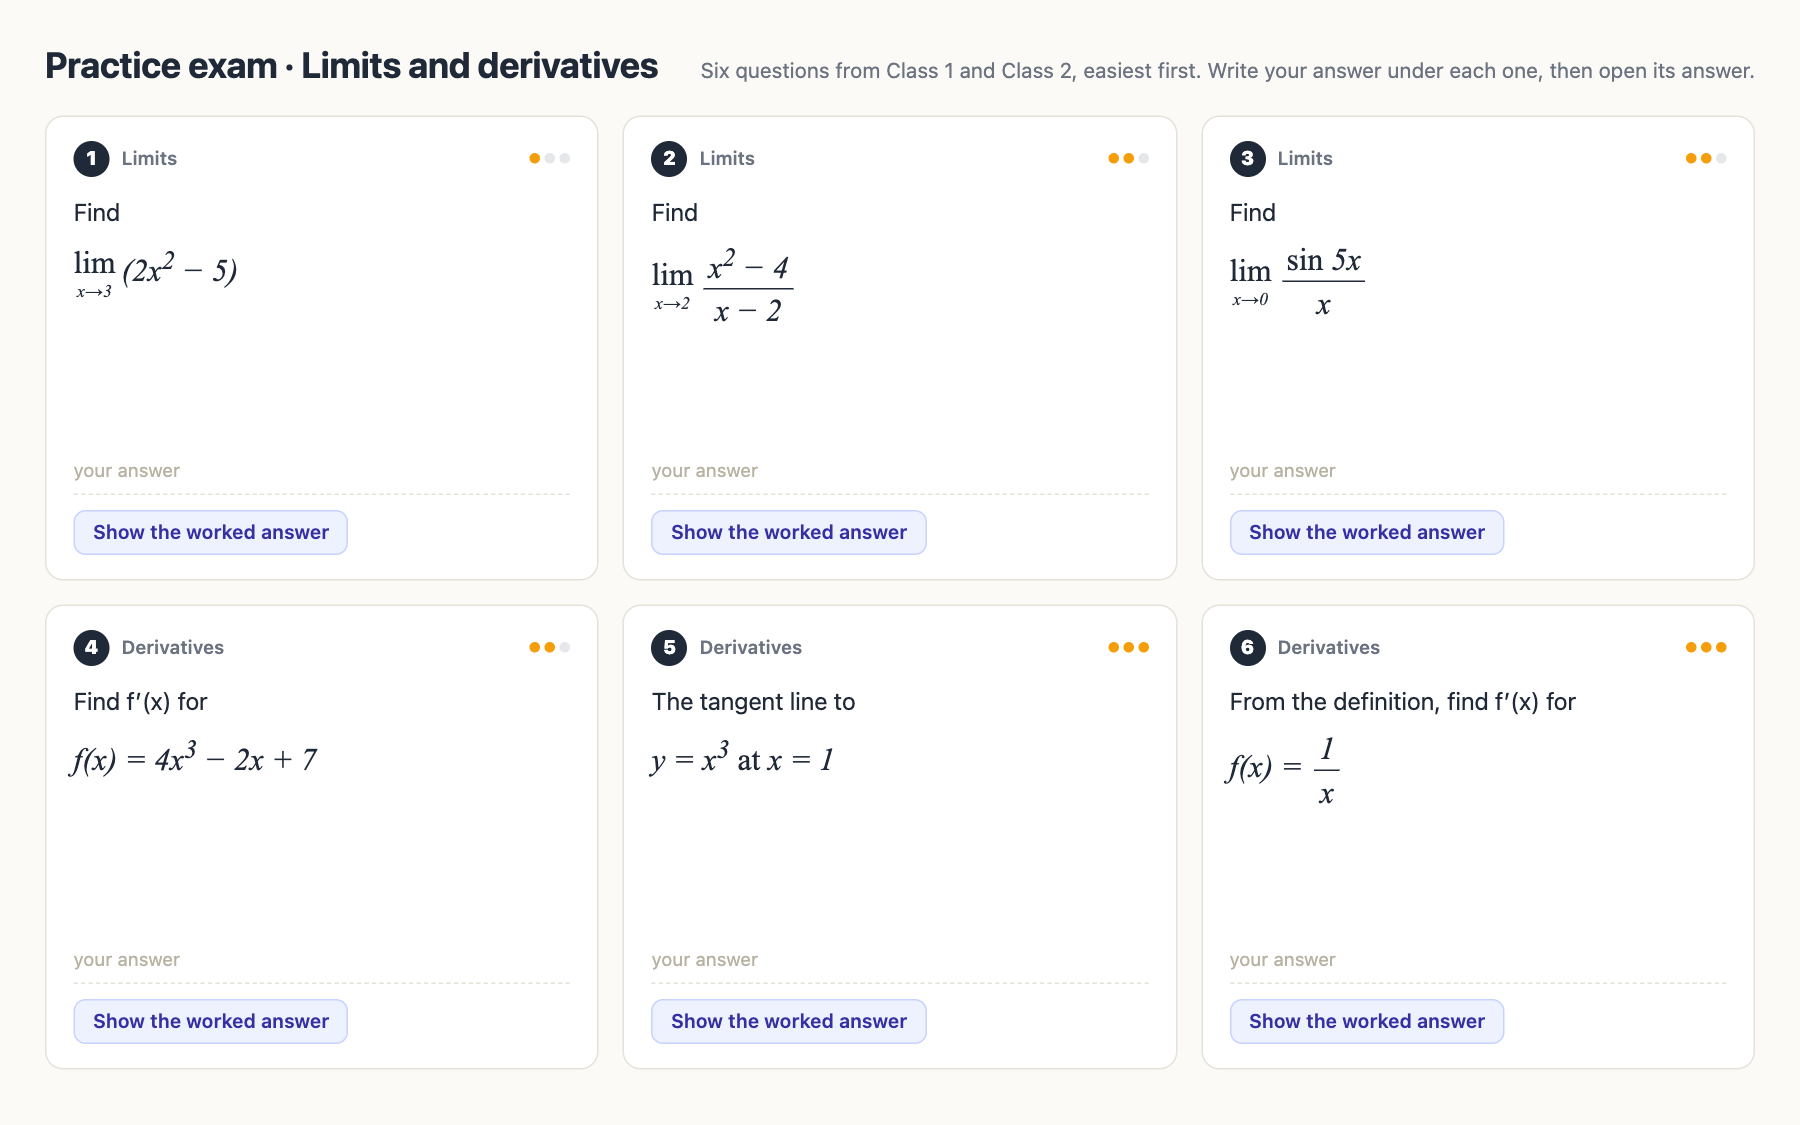 Practice exam · Limits and derivatives
Six questions from Class 1 and Class 2, easiest first. Write your answer under each one, then open its answer.
1 Limits
Find
lim x→3 (2x² − 5)
your answer
Show the worked answer
2 Limits
Find
lim x→2 (x² − 4)/(x − 2)
your answer
Show the worked answer
3 Limits
Find
lim x→0 (sin 5x)/x
your answer
Show the worked answer
4 Derivatives
Find f′(x) for
f(x) = 4x³ − 2x + 7
your answer
Show the worked answer
5 Derivatives
The tangent line to
y = x³ at x = 1
your answer
Show the worked answer
6 Derivatives
From the definition, find f′(x) for
f(x) = 1/x
your answer
Show the worked answer